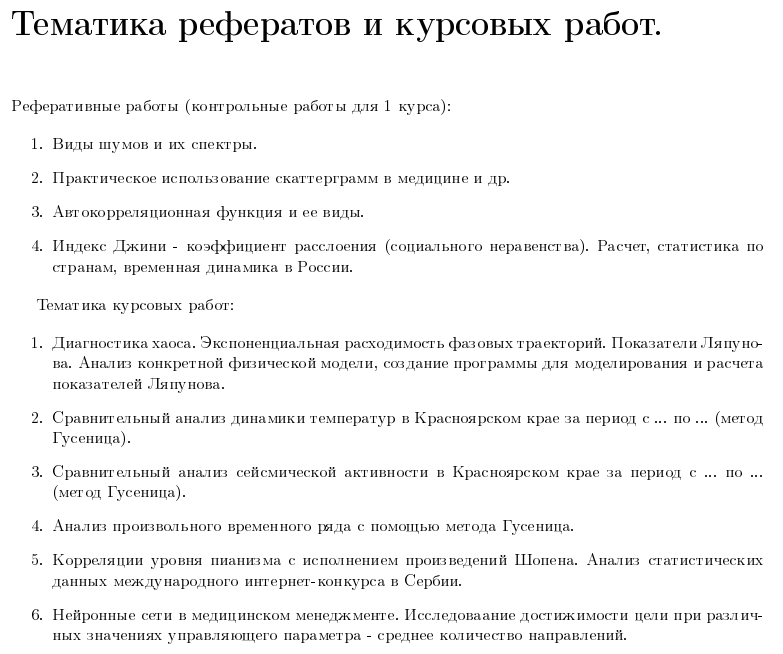 Тематика рефератов и курсовых работ.
Реферативные работы (контрольные работы для 1 курса):
1. Виды шумов и их спектры.
2. Практическое использование скаттерграмм в медицине и др.
3. Автокорреляционная функция и ее виды.
4. Индекс Джини - коэффициент расслоения (социального неравенства). Расчет, статистика по
странам, временная динамика в России.
Тематика курсовых работ:
1. Диагностика хаоса. Экспоненциальная расходимость фазовых траекторий. Показатели Ляпуно-
ва. Анализ конкретной физической модели, создание программы для моделирования и расчета
показателей Ляпунова.
2. Сравнительный анализ динамики температур в Красноярском крае за период с ... по ... (метод
Гусеница).
3. Сравнительный анализ сейсмической активности в Красноярском крае за период с ... по ...
(метод Гусеница).
4. Анализ произвольного временного ряда с помощью метода Гусеница.
5. Корреляции уровня пианизма с исполнением произведений Шопена. Анализ статистических
данных международного интернет-конкурса в Сербии.
6. Нейронные сети в медицинском менеджменте. Исследоваание достижимости цели при различ-
ных значениях управляющего параметра - среднее количество направлений.